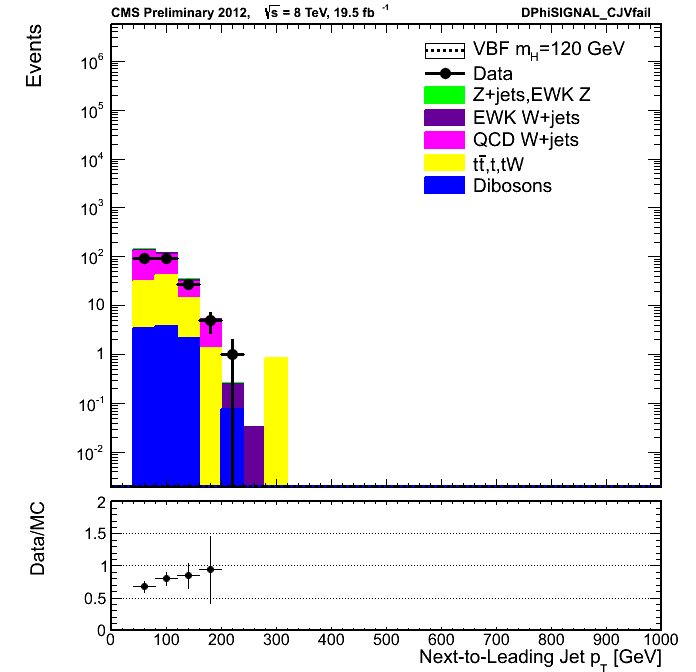 CMS Preliminary 2012, √s = 8 TeV, 19.5 fb⁻¹ DPhiSIGNAL_CJVfail
Events
VBF m_H=120 GeV
Data
Z+jets,EWK Z
EWK W+jets
QCD W+jets
tt̄,t,tW
Dibosons
10⁶
10⁵
10⁴
10³
10²
10
1
10⁻¹
10⁻²
Data/MC
2
1.5
1
0.5
0
0 100 200 300 400 500 600 700 800 900 1000
Next-to-Leading Jet p_T [GeV]